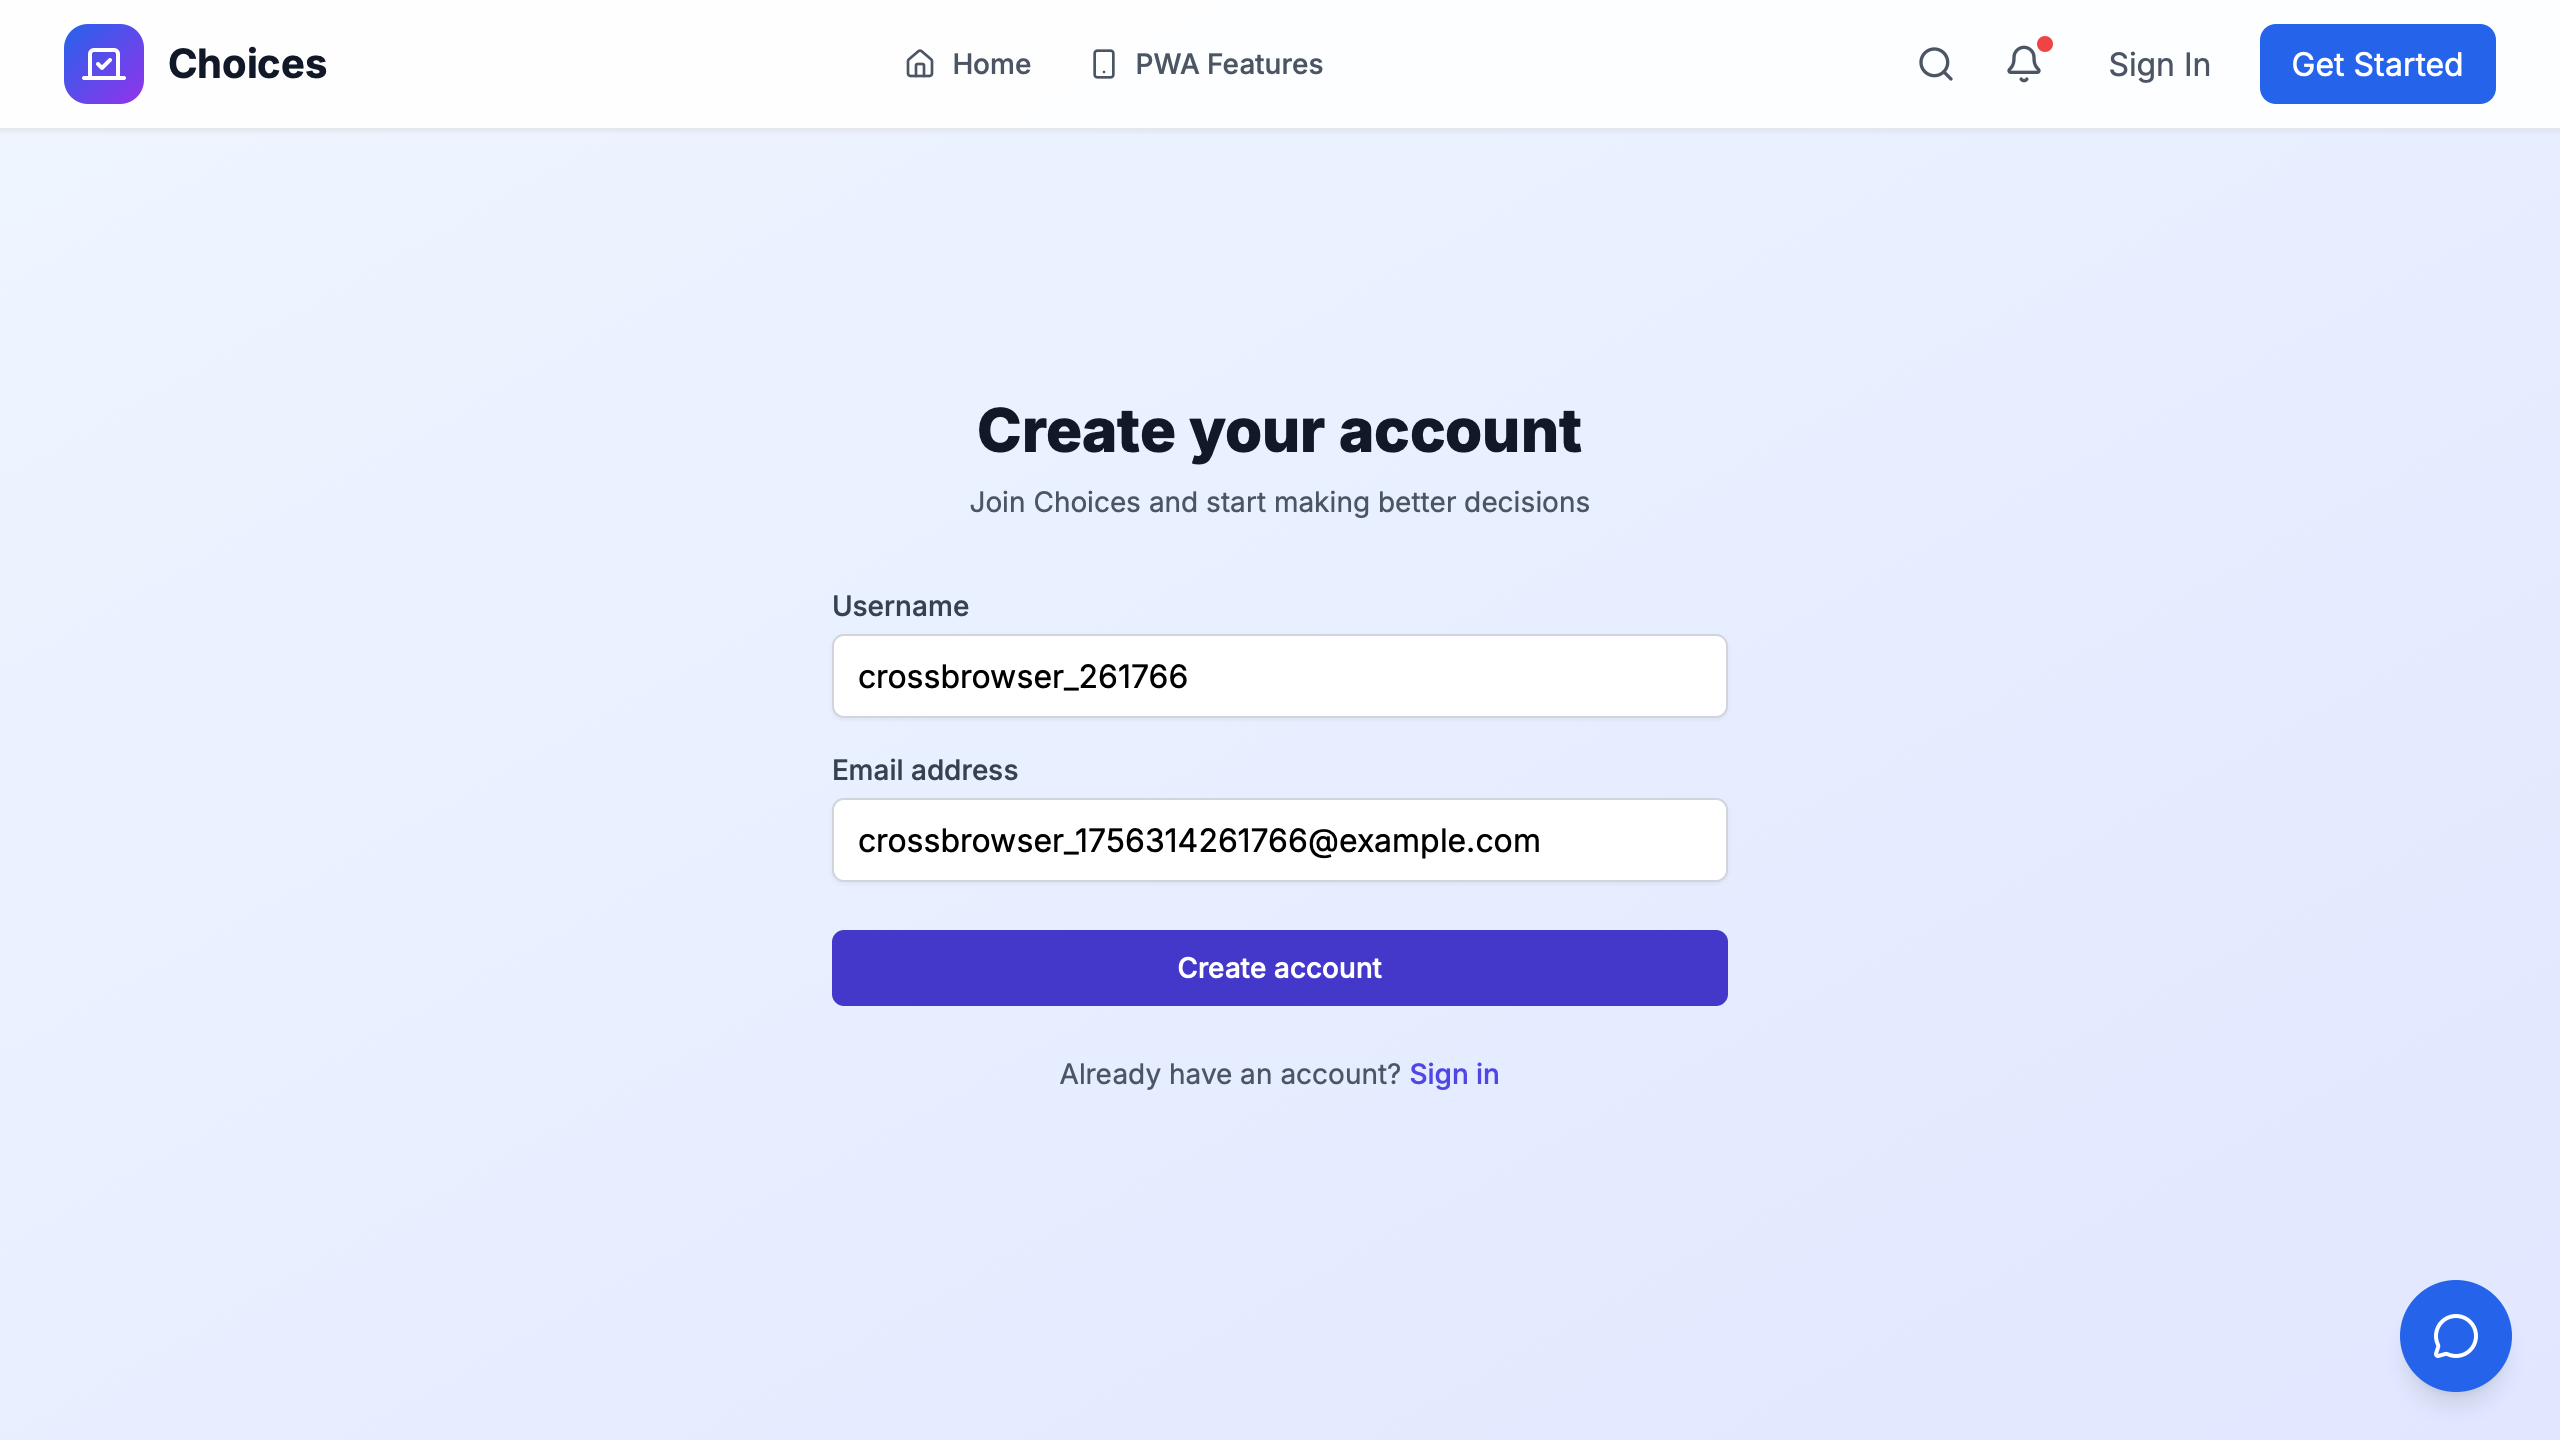 Choices
Home
PWA Features
Sign In
Get Started
Create your account
Join Choices and start making better decisions
Username
crossbrowser_261766
Email address
crossbrowser_1756314261766@example.com
Create account
Already have an account? Sign in